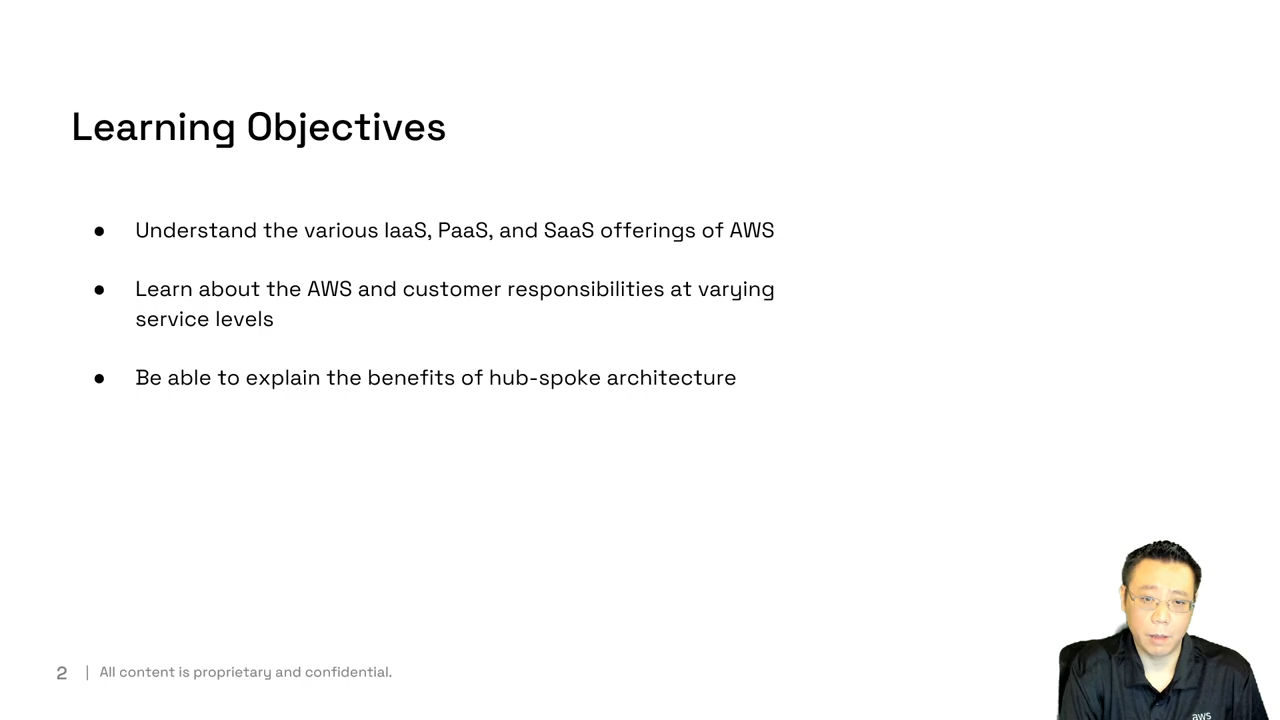 Learning Objectives
● Understand the various IaaS, PaaS, and SaaS offerings of AWS
● Learn about the AWS and customer responsibilities at varying
service levels
● Be able to explain the benefits of hub-spoke architecture
2 | All content is proprietary and confidential.
aws